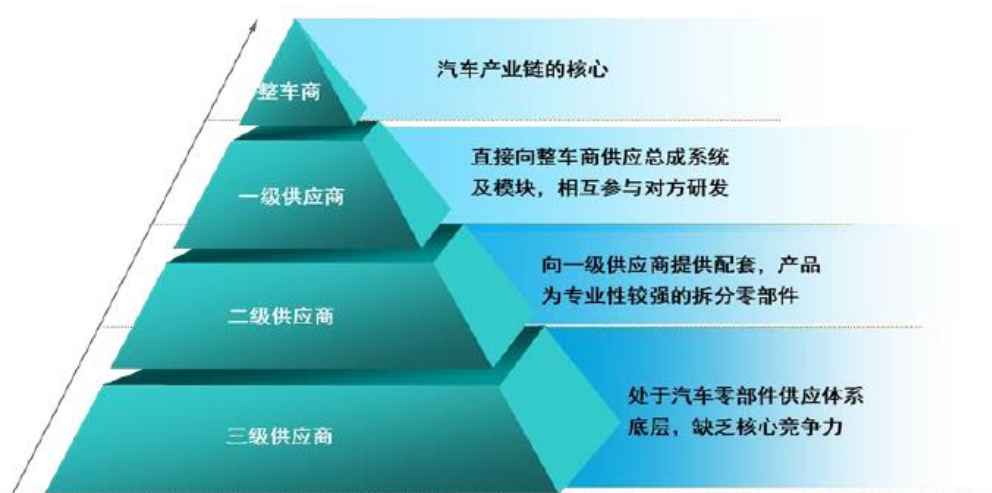 整车商
汽车产业链的核心
一级供应商
直接向整车商供应总成系统
及模块，相互参与对方研发
二级供应商
向一级供应商提供配套，产品
为专业性较强的拆分零部件
三级供应商
处于汽车零部件供应体系
底层，缺乏核心竞争力